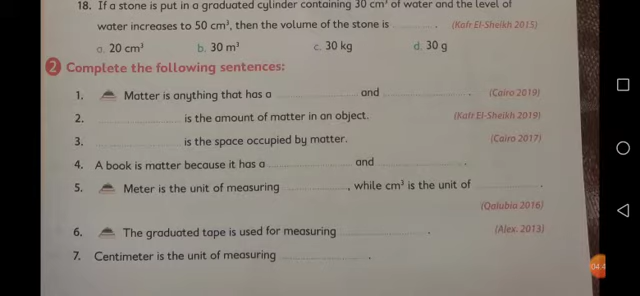 18. If a stone is put in a graduated cylinder containing 30 cm³ of water and the level of
water increases to 50 cm³, then the volume of the stone is ............ . (Kafr El-Sheikh 2015)
a. 20 cm³ b. 30 m³ c. 30 kg d. 30 g
2 Complete the following sentences:
1. Matter is anything that has a ............ and ............ . (Cairo 2019)
2. ............ is the amount of matter in an object. (Kafr El-Sheikh 2019)
3. ............ is the space occupied by matter. (Cairo 2017)
4. A book is matter because it has a ............ and ............ .
5. Meter is the unit of measuring ............ , while cm³ is the unit of ............ .
(Qalubia 2016)
6. The graduated tape is used for measuring ............ . (Alex. 2013)
7. Centimeter is the unit of measuring ............ .
04:4